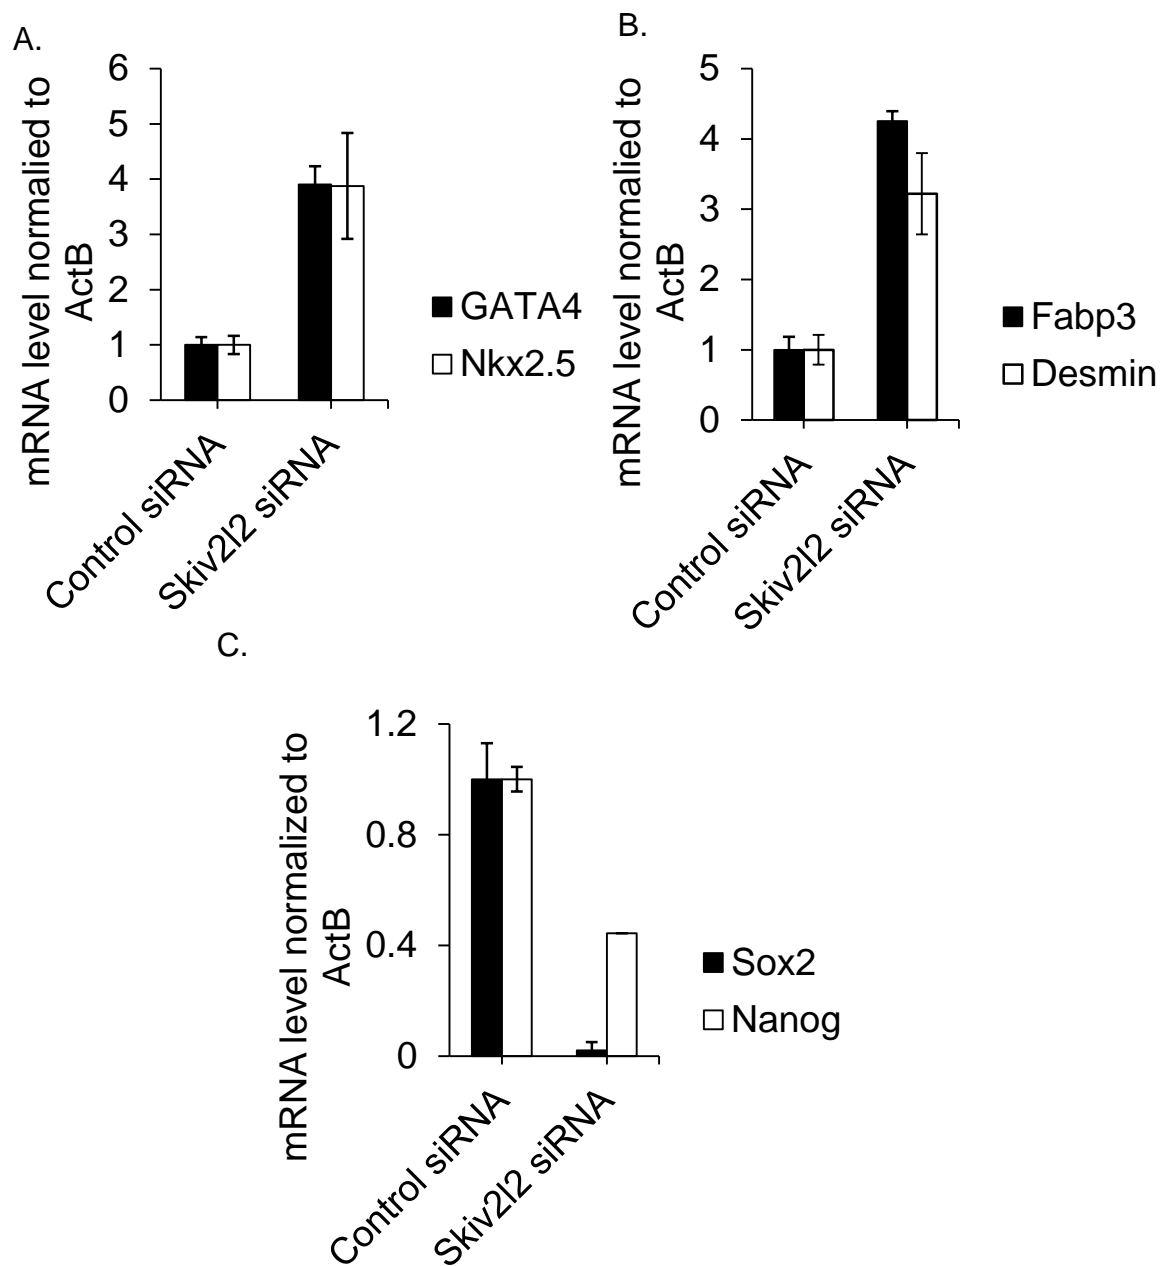 A.
mRNA level normalied to
ActB
6
5
4
3
2
1
0
Control siRNA
Skiv2l2 siRNA
GATA4
Nkx2.5
B.
mRNA level normalized to
ActB
5
4
3
2
1
0
Control siRNA
Skiv2l2 siRNA
Fabp3
Desmin
C.
mRNA level normalized to
ActB
1.2
0.8
0.4
0
Control siRNA
Skiv2l2 siRNA
Sox2
Nanog